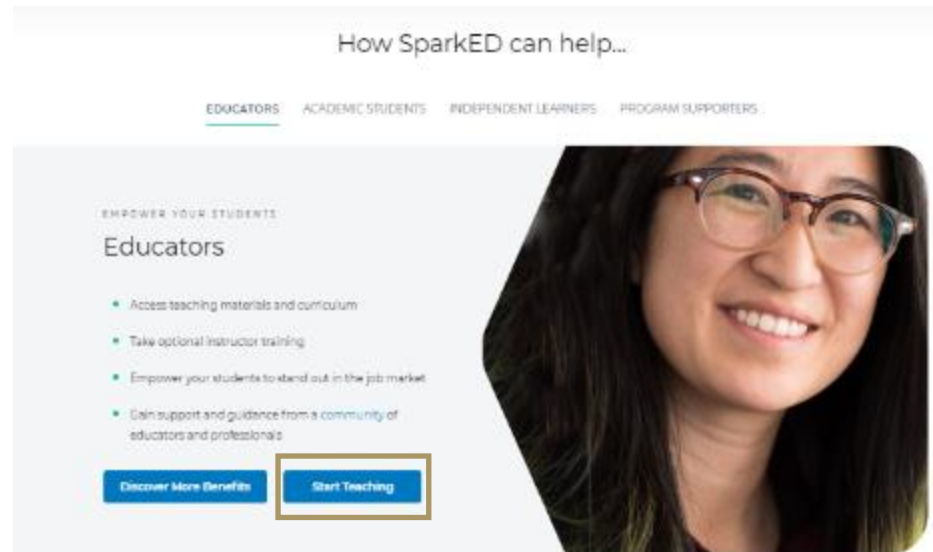 How SparkED can help...
EDUCATORS ACADEMIC STUDENTS INDEPENDENT LEARNERS PROGRAM SUPPORTERS
EMPOWER YOUR STUDENTS
Educators
Access teaching materials and curriculum
Take optional instructor training
Empower your students to stand out in the job market
Gain support and guidance from a community of
educators and professionals
Discover More Benefits Start Teaching